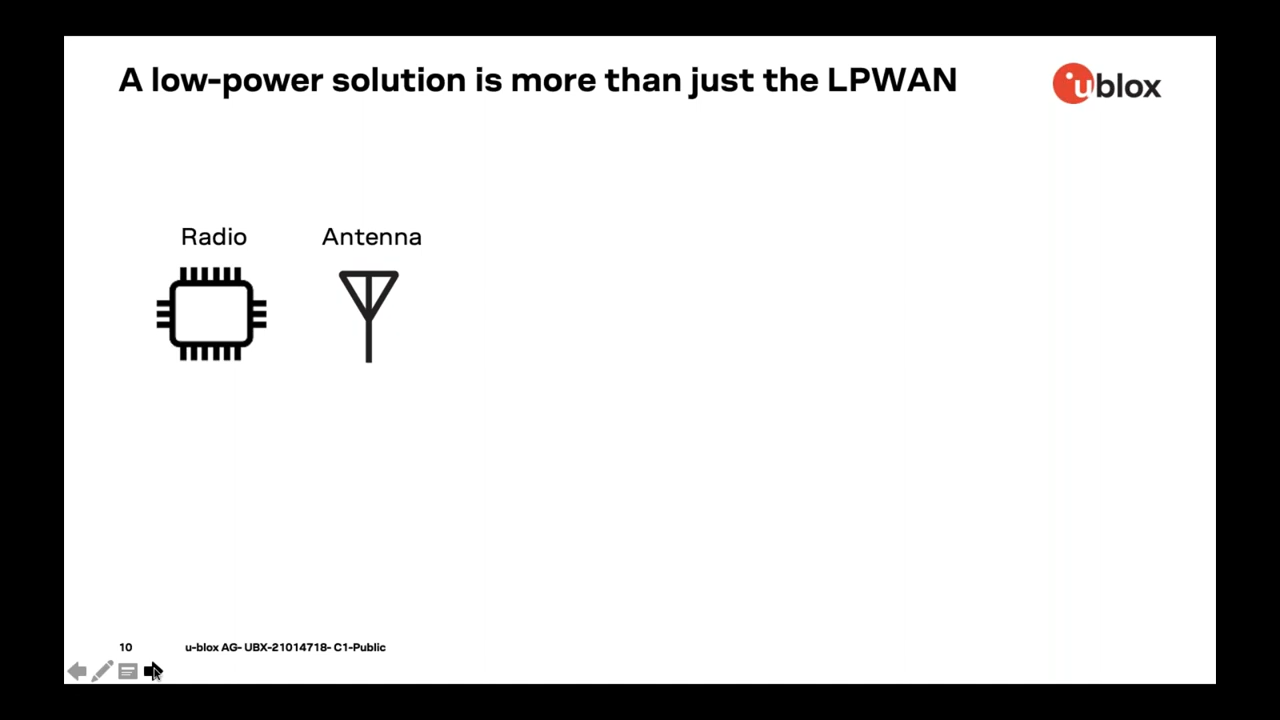 A low-power solution is more than just the LPWAN
ublox
Radio Antenna
10 u-blox AG- UBX-21014718- C1-Public